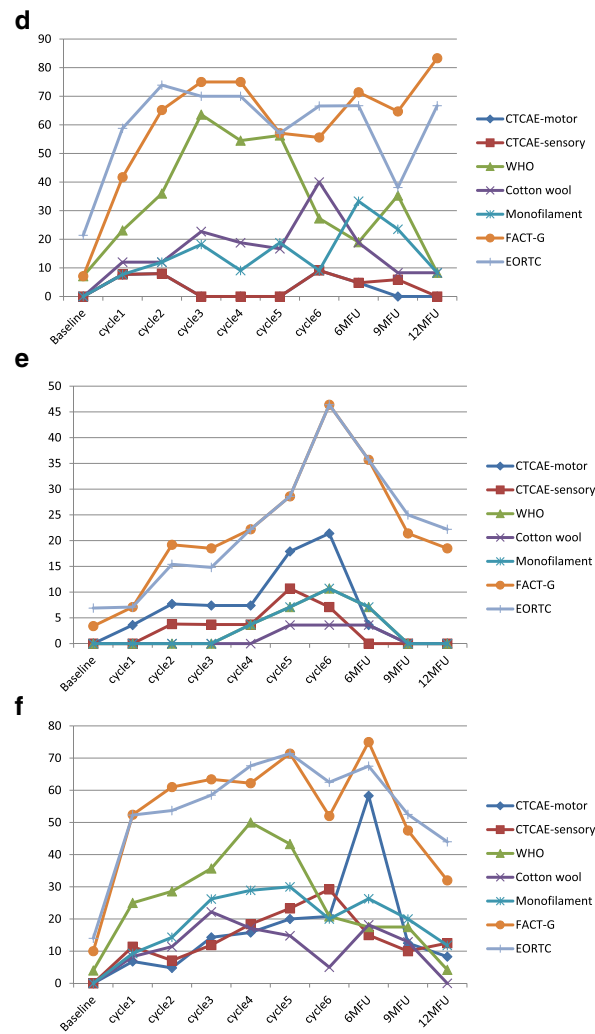 d
90
80
70
60
50
40
30
20
10
0
Baseline
cycle1
cycle2
cycle3
cycle4
cycle5
cycle6
6MFU
9MFU
12MFU
CTCAE-motor
CTCAE-sensory
WHO
Cotton wool
Monofilament
FACT-G
EORTC
e
50
45
40
35
30
25
20
15
10
5
0
Baseline
cycle1
cycle2
cycle3
cycle4
cycle5
cycle6
6MFU
9MFU
12MFU
CTCAE-motor
CTCAE-sensory
WHO
Cotton wool
Monofilament
FACT-G
EORTC
f
80
70
60
50
40
30
20
10
0
Baseline
cycle1
cycle2
cycle3
cycle4
cycle5
cycle6
6MFU
9MFU
12MFU
CTCAE-motor
CTCAE-sensory
WHO
Cotton wool
Monofilament
FACT-G
EORTC